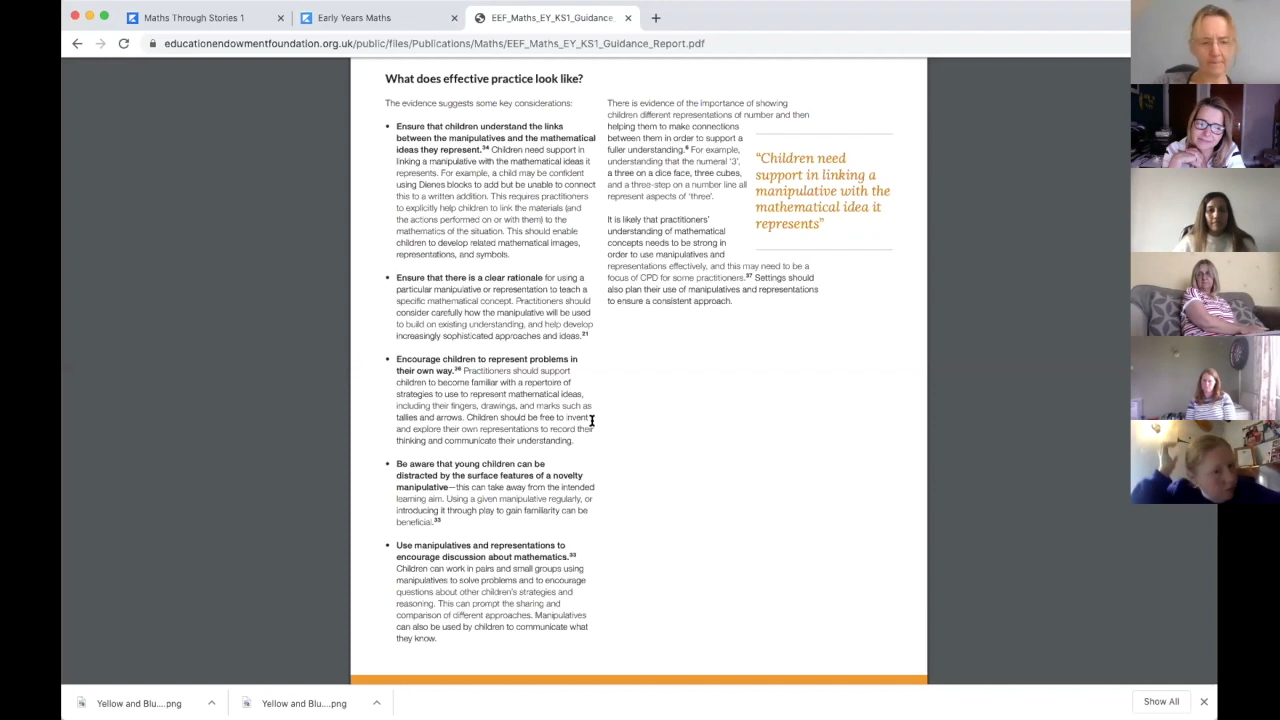 Maths Through Stories 1
Early Years Maths
EEF_Maths_EY_KS1_Guidance_
educationendowmentfoundation.org.uk/public/files/Publications/Maths/EEF_Maths_EY_KS1_Guidance_Report.pdf
What does effective practice look like?
The evidence suggests some key considerations:
• Ensure that children understand the links
between the manipulatives and the mathematical
ideas they represent.34 Children need support in
linking a manipulative with the mathematical ideas it
represents. For example, a child may be confident
using Dienes blocks to add but be unable to connect
this to a written addition. This requires practitioners
to explicitly help children to link the materials (and
the actions performed on or with them) to the
mathematics of the situation. This should enable
children to develop related mathematical images,
representations, and symbols.
• Ensure that there is a clear rationale for using a
particular manipulative or representation to teach a
specific mathematical concept. Practitioners should
consider carefully how the manipulative will be used
to build on existing understanding, and help develop
increasingly sophisticated approaches and ideas.21
• Encourage children to represent problems in
their own way.36 Practitioners should support
children to become familiar with a repertoire of
strategies to use to represent mathematical ideas,
including their fingers, drawings, and marks such as
tallies and arrows. Children should be free to invent
and explore their own representations to record their
thinking and communicate their understanding.
• Be aware that young children can be
distracted by the surface features of a novelty
manipulative—this can take away from the intended
learning aim. Using a given manipulative regularly, or
introducing it through play to gain familiarity can be
beneficial.33
• Use manipulatives and representations to
encourage discussion about mathematics.33
Children can work in pairs and small groups using
manipulatives to solve problems and to encourage
questions about other children's strategies and
reasoning. This can prompt the sharing and
comparison of different approaches. Manipulatives
can also be used by children to communicate what
they know.
There is evidence of the importance of showing
children different representations of number and then
helping them to make connections
between them in order to support a
fuller understanding.6 For example,
understanding that the numeral '3',
a three on a dice face, three cubes,
and a three-step on a number line all
represent aspects of 'three'.
It is likely that practitioners'
understanding of mathematical
concepts needs to be strong in
order to use manipulatives and
representations effectively, and this may need to be a
focus of CPD for some practitioners.37 Settings should
also plan their use of manipulatives and representations
to ensure a consistent approach.
“Children need
support in linking a
manipulative with the
mathematical idea it
represents”
Yellow and Blu....png
Yellow and Blu....png
Show All